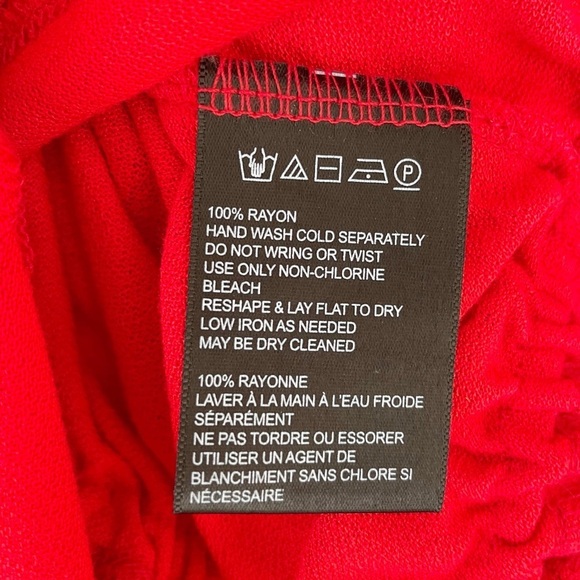 P
100% RAYON
HAND WASH COLD SEPARATELY
DO NOT WRING OR TWIST
USE ONLY NON-CHLORINE
BLEACH
RESHAPE & LAY FLAT TO DRY
LOW IRON AS NEEDED
MAY BE DRY CLEANED
100% RAYONNE
LAVER À LA MAIN À L'EAU FROIDE
SÉPARÉMENT
NE PAS TORDRE OU ESSORER
UTILISER UN AGENT DE
BLANCHIMENT SANS CHLORE SI
NÉCESSAIRE